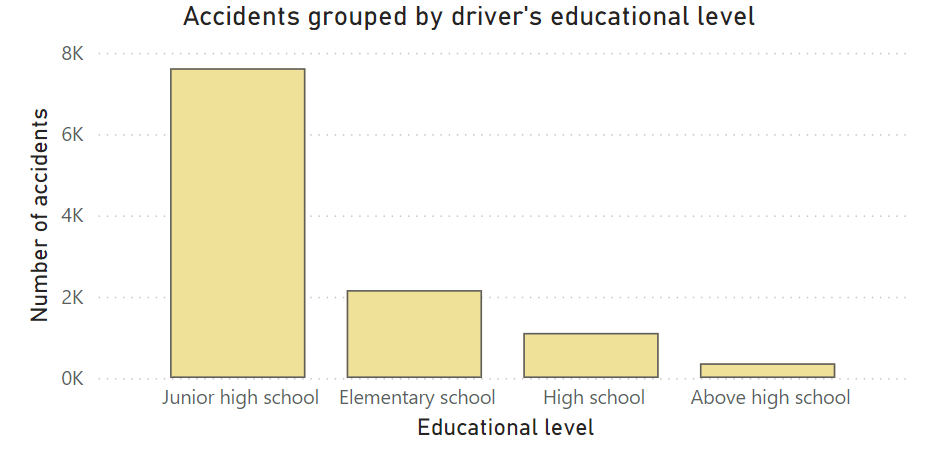 Accidents grouped by driver's educational level
8K
6K
4K
2K
0K
Number of accidents
Junior high school
Elementary school
High school
Above high school
Educational level